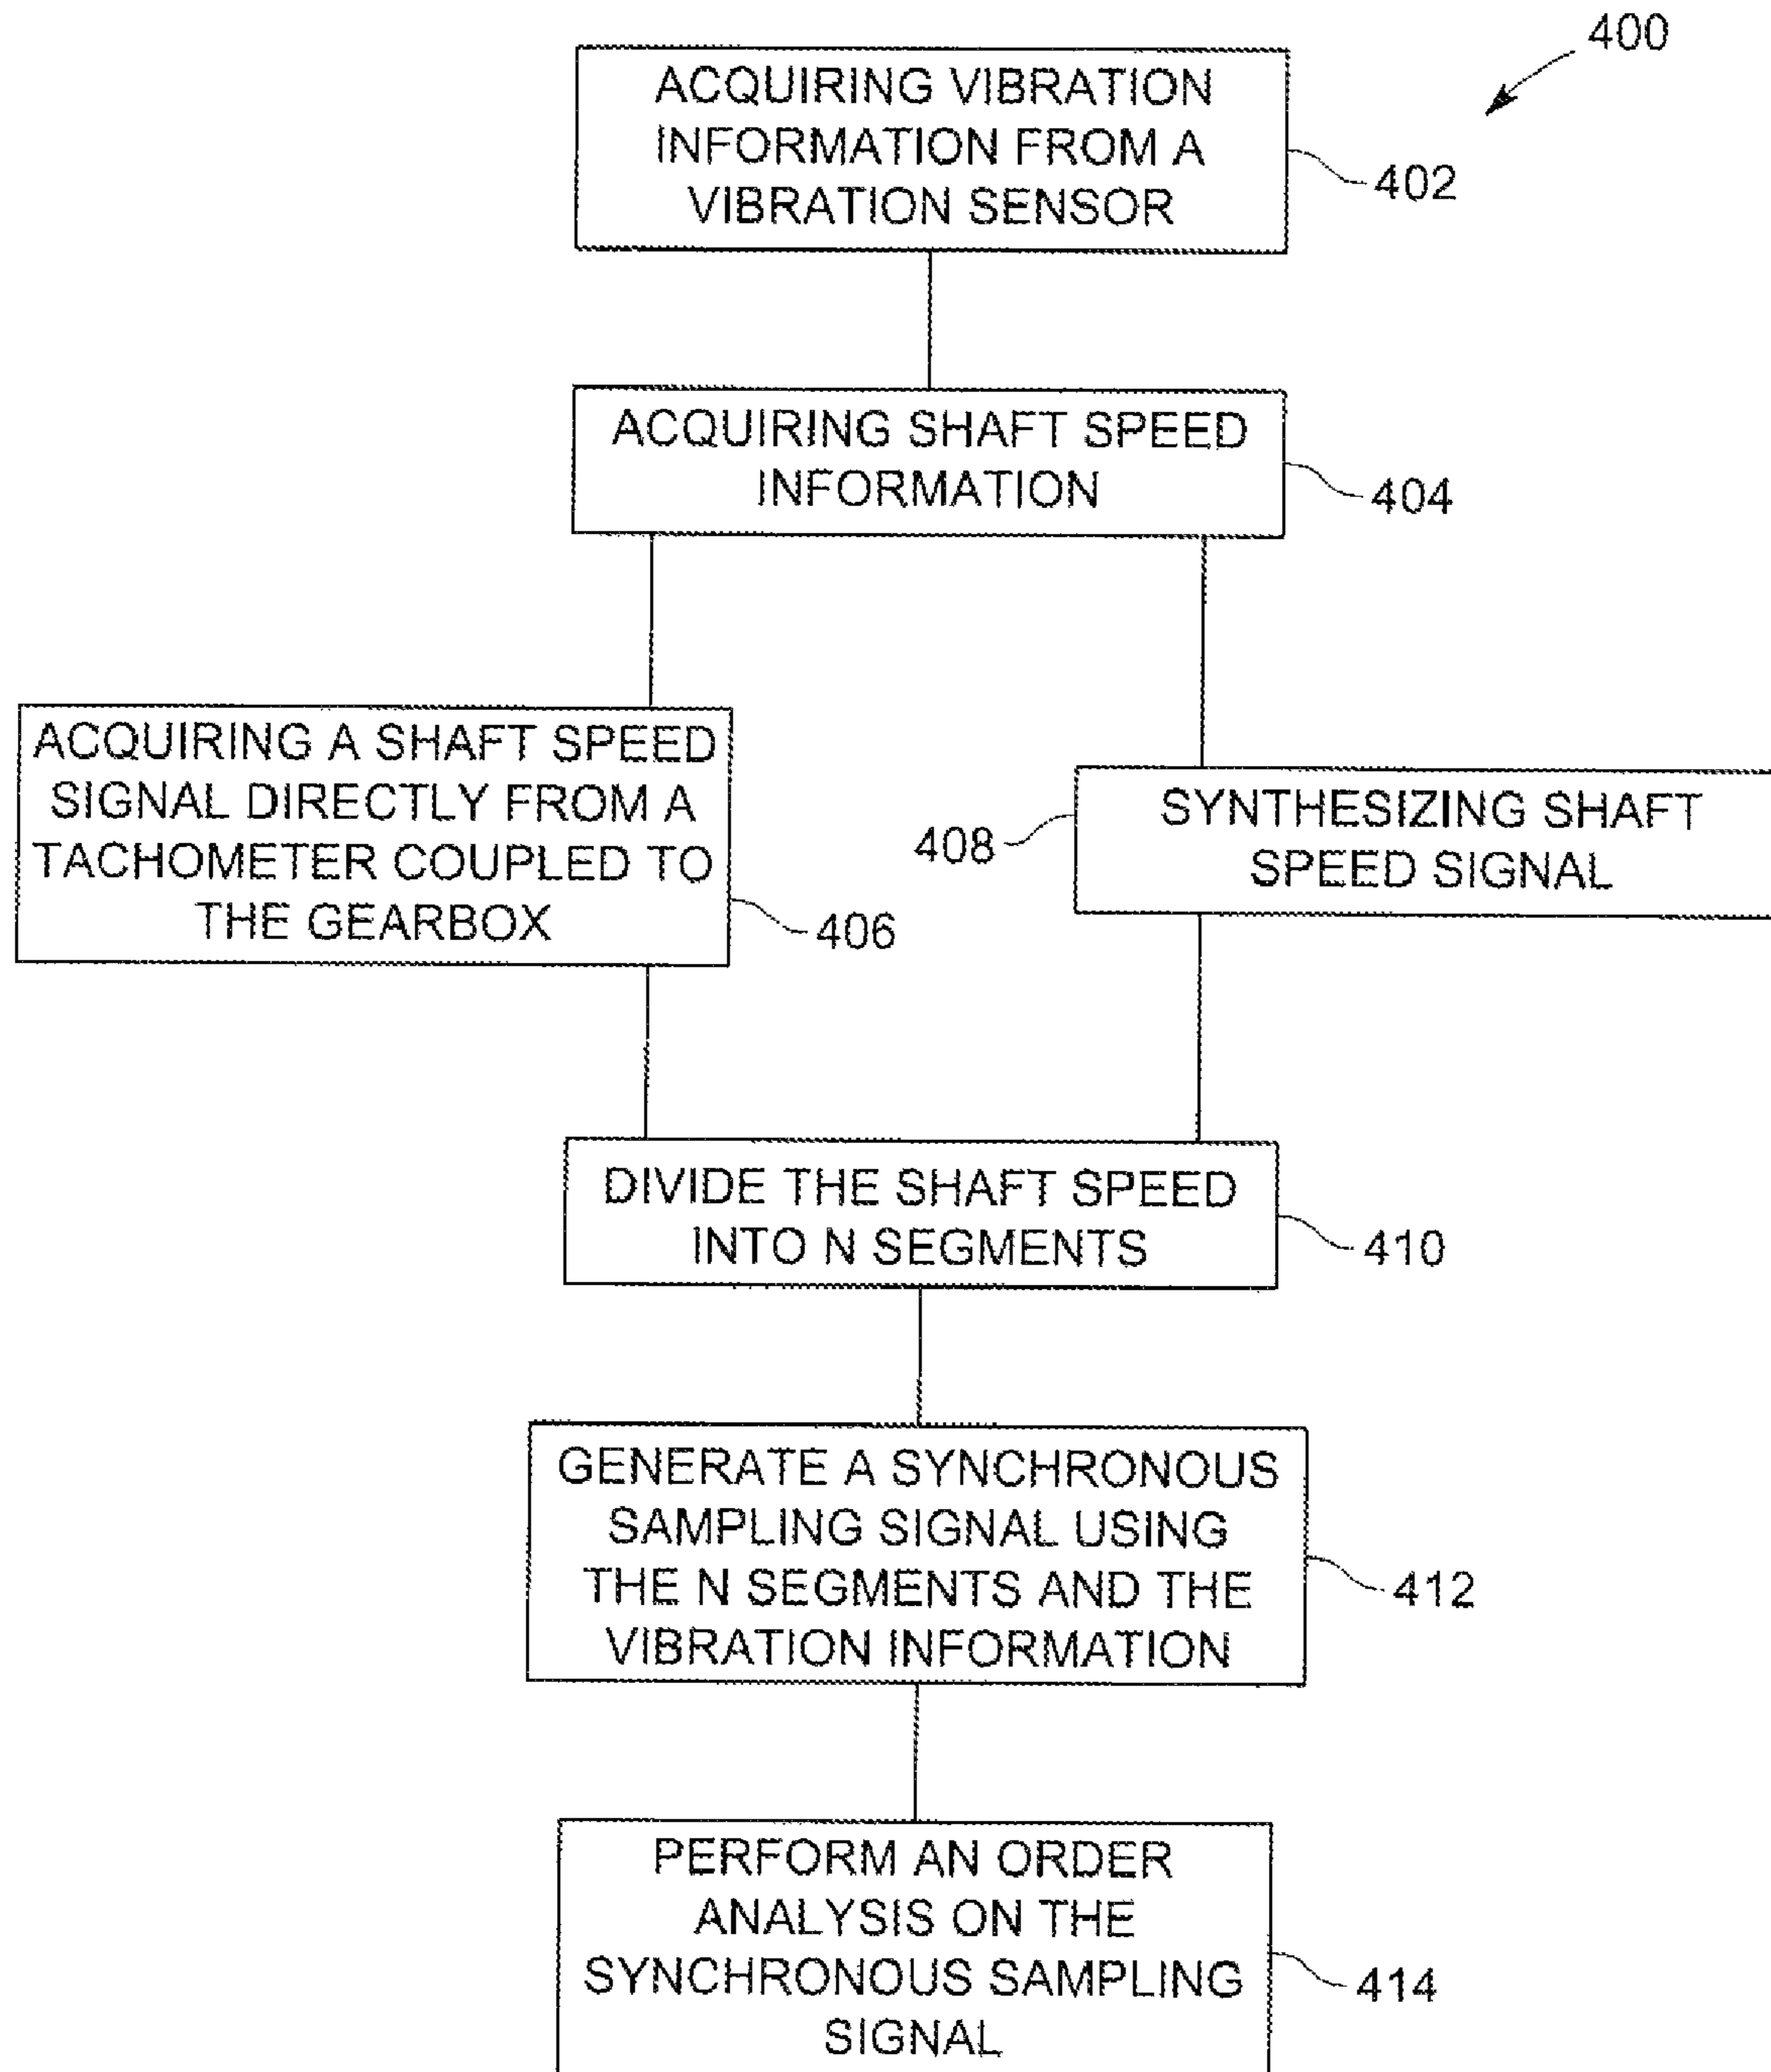 400
ACQUIRING VIBRATION
INFORMATION FROM A
VIBRATION SENSOR
402
ACQUIRING SHAFT SPEED
INFORMATION
404
ACQUIRING A SHAFT SPEED
SIGNAL DIRECTLY FROM A
TACHOMETER COUPLED TO
THE GEARBOX
406
408
SYNTHESIZING SHAFT
SPEED SIGNAL
DIVIDE THE SHAFT SPEED
INTO N SEGMENTS
410
GENERATE A SYNCHRONOUS
SAMPLING SIGNAL USING
THE N SEGMENTS AND THE
VIBRATION INFORMATION
412
PERFORM AN ORDER
ANALYSIS ON THE
SYNCHRONOUS SAMPLING
SIGNAL
414